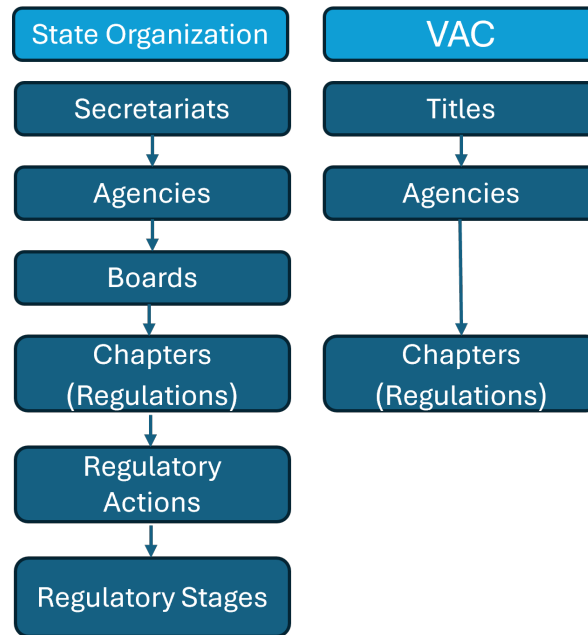 State Organization
Secretariats
Agencies
Boards
Chapters
(Regulations)
Regulatory
Actions
Regulatory Stages
VAC
Titles
Agencies
Chapters
(Regulations)